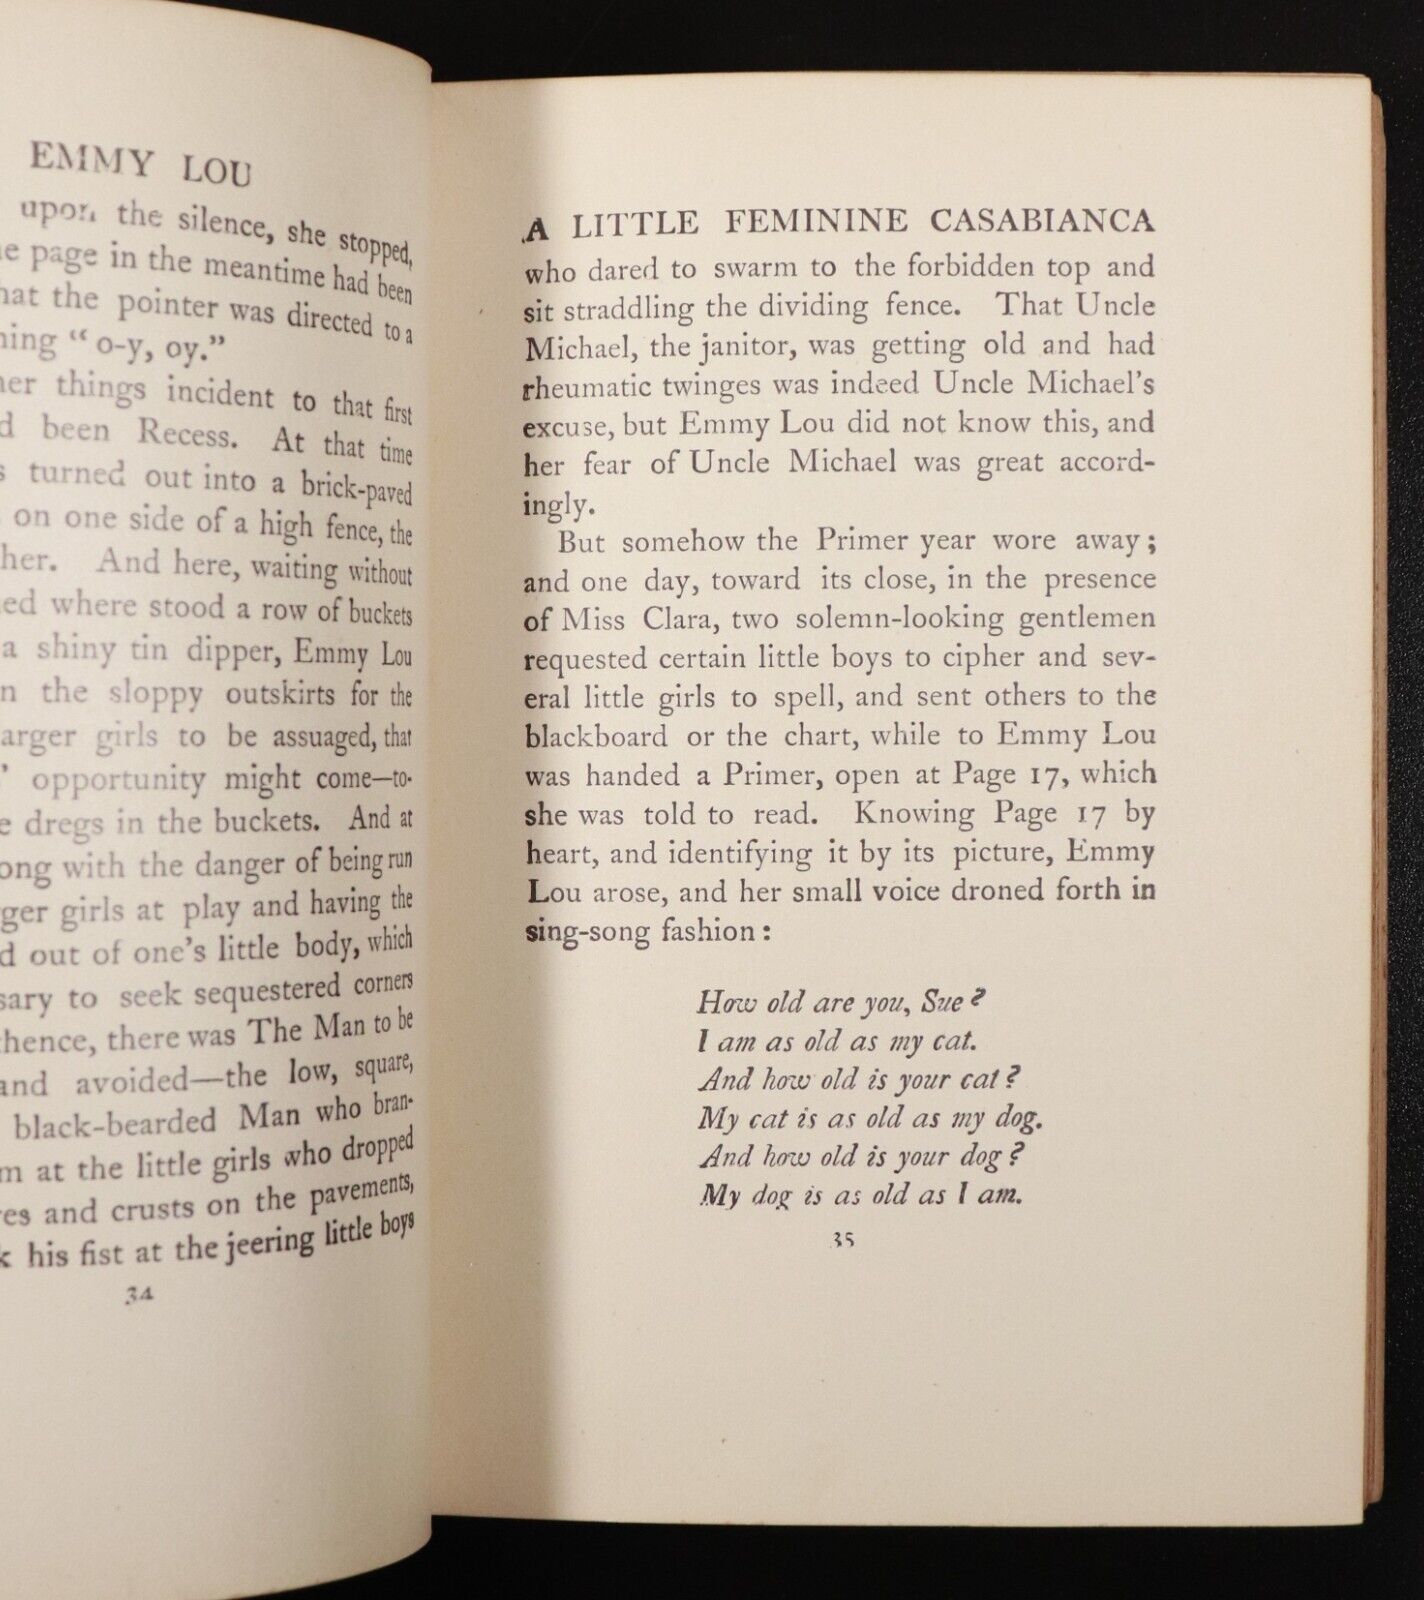 EMMY LOU
upon the silence, she stopped,
page in the meantime had been
that the pointer was directed to a
"o-y, oy."
things incident to that first
been Recess. At that time
turned out into a brick-paved
on one side of a high fence, the
And here, waiting without
where stood a row of buckets
a shiny tin dipper, Emmy Lou
the sloppy outskirts for the
larger girls to be assuaged, that
opportunity might come—to-
dregs in the buckets. And at
with the danger of being run
girls at play and having the
out of one's little body, which
to seek sequestered corners
thence, there was The Man to be
and avoided—the low, square,
black-bearded Man who bran-
at the little girls who dropped
and crusts on the pavements,
his fist at the jeering little boys
34
A LITTLE FEMININE CASABIANCA
who dared to swarm to the forbidden top and
sit straddling the dividing fence. That Uncle
Michael, the janitor, was getting old and had
rheumatic twinges was indeed Uncle Michael's
excuse, but Emmy Lou did not know this, and
her fear of Uncle Michael was great accord-
ingly.
But somehow the Primer year wore away;
and one day, toward its close, in the presence
of Miss Clara, two solemn-looking gentlemen
requested certain little boys to cipher and sev-
eral little girls to spell, and sent others to the
blackboard or the chart, while to Emmy Lou
was handed a Primer, open at Page 17, which
she was told to read. Knowing Page 17 by
heart, and identifying it by its picture, Emmy
Lou arose, and her small voice droned forth in
sing-song fashion:
How old are you, Sue?
I am as old as my cat.
And how old is your cat?
My cat is as old as my dog.
And how old is your dog?
My dog is as old as I am.
35